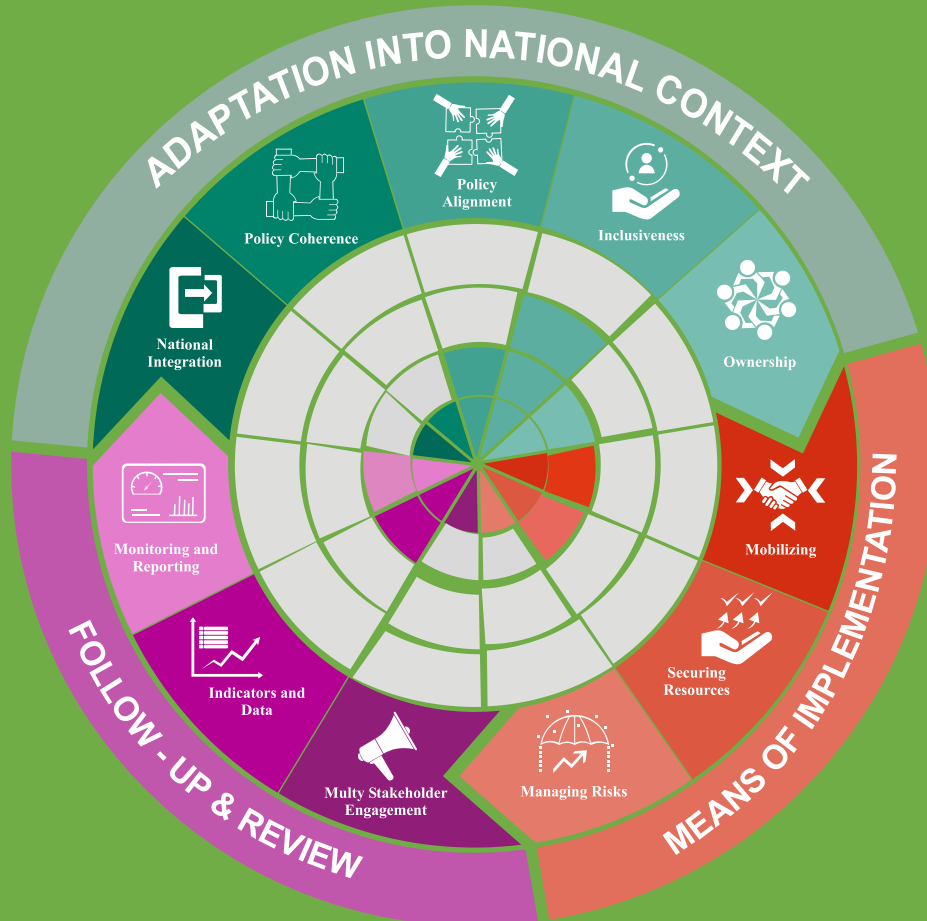 ADAPTATION INTO NATIONAL CONTEXT
Policy
Alignment
Policy Coherence
Inclusiveness
National
Integration
Ownership
Monitoring and
Reporting
Mobilizing
Indicators and
Data
Securing
Resources
Multy Stakeholder
Engagement
Managing Risks
FOLLOW - UP & REVIEW
MEANS OF IMPLEMENTATION